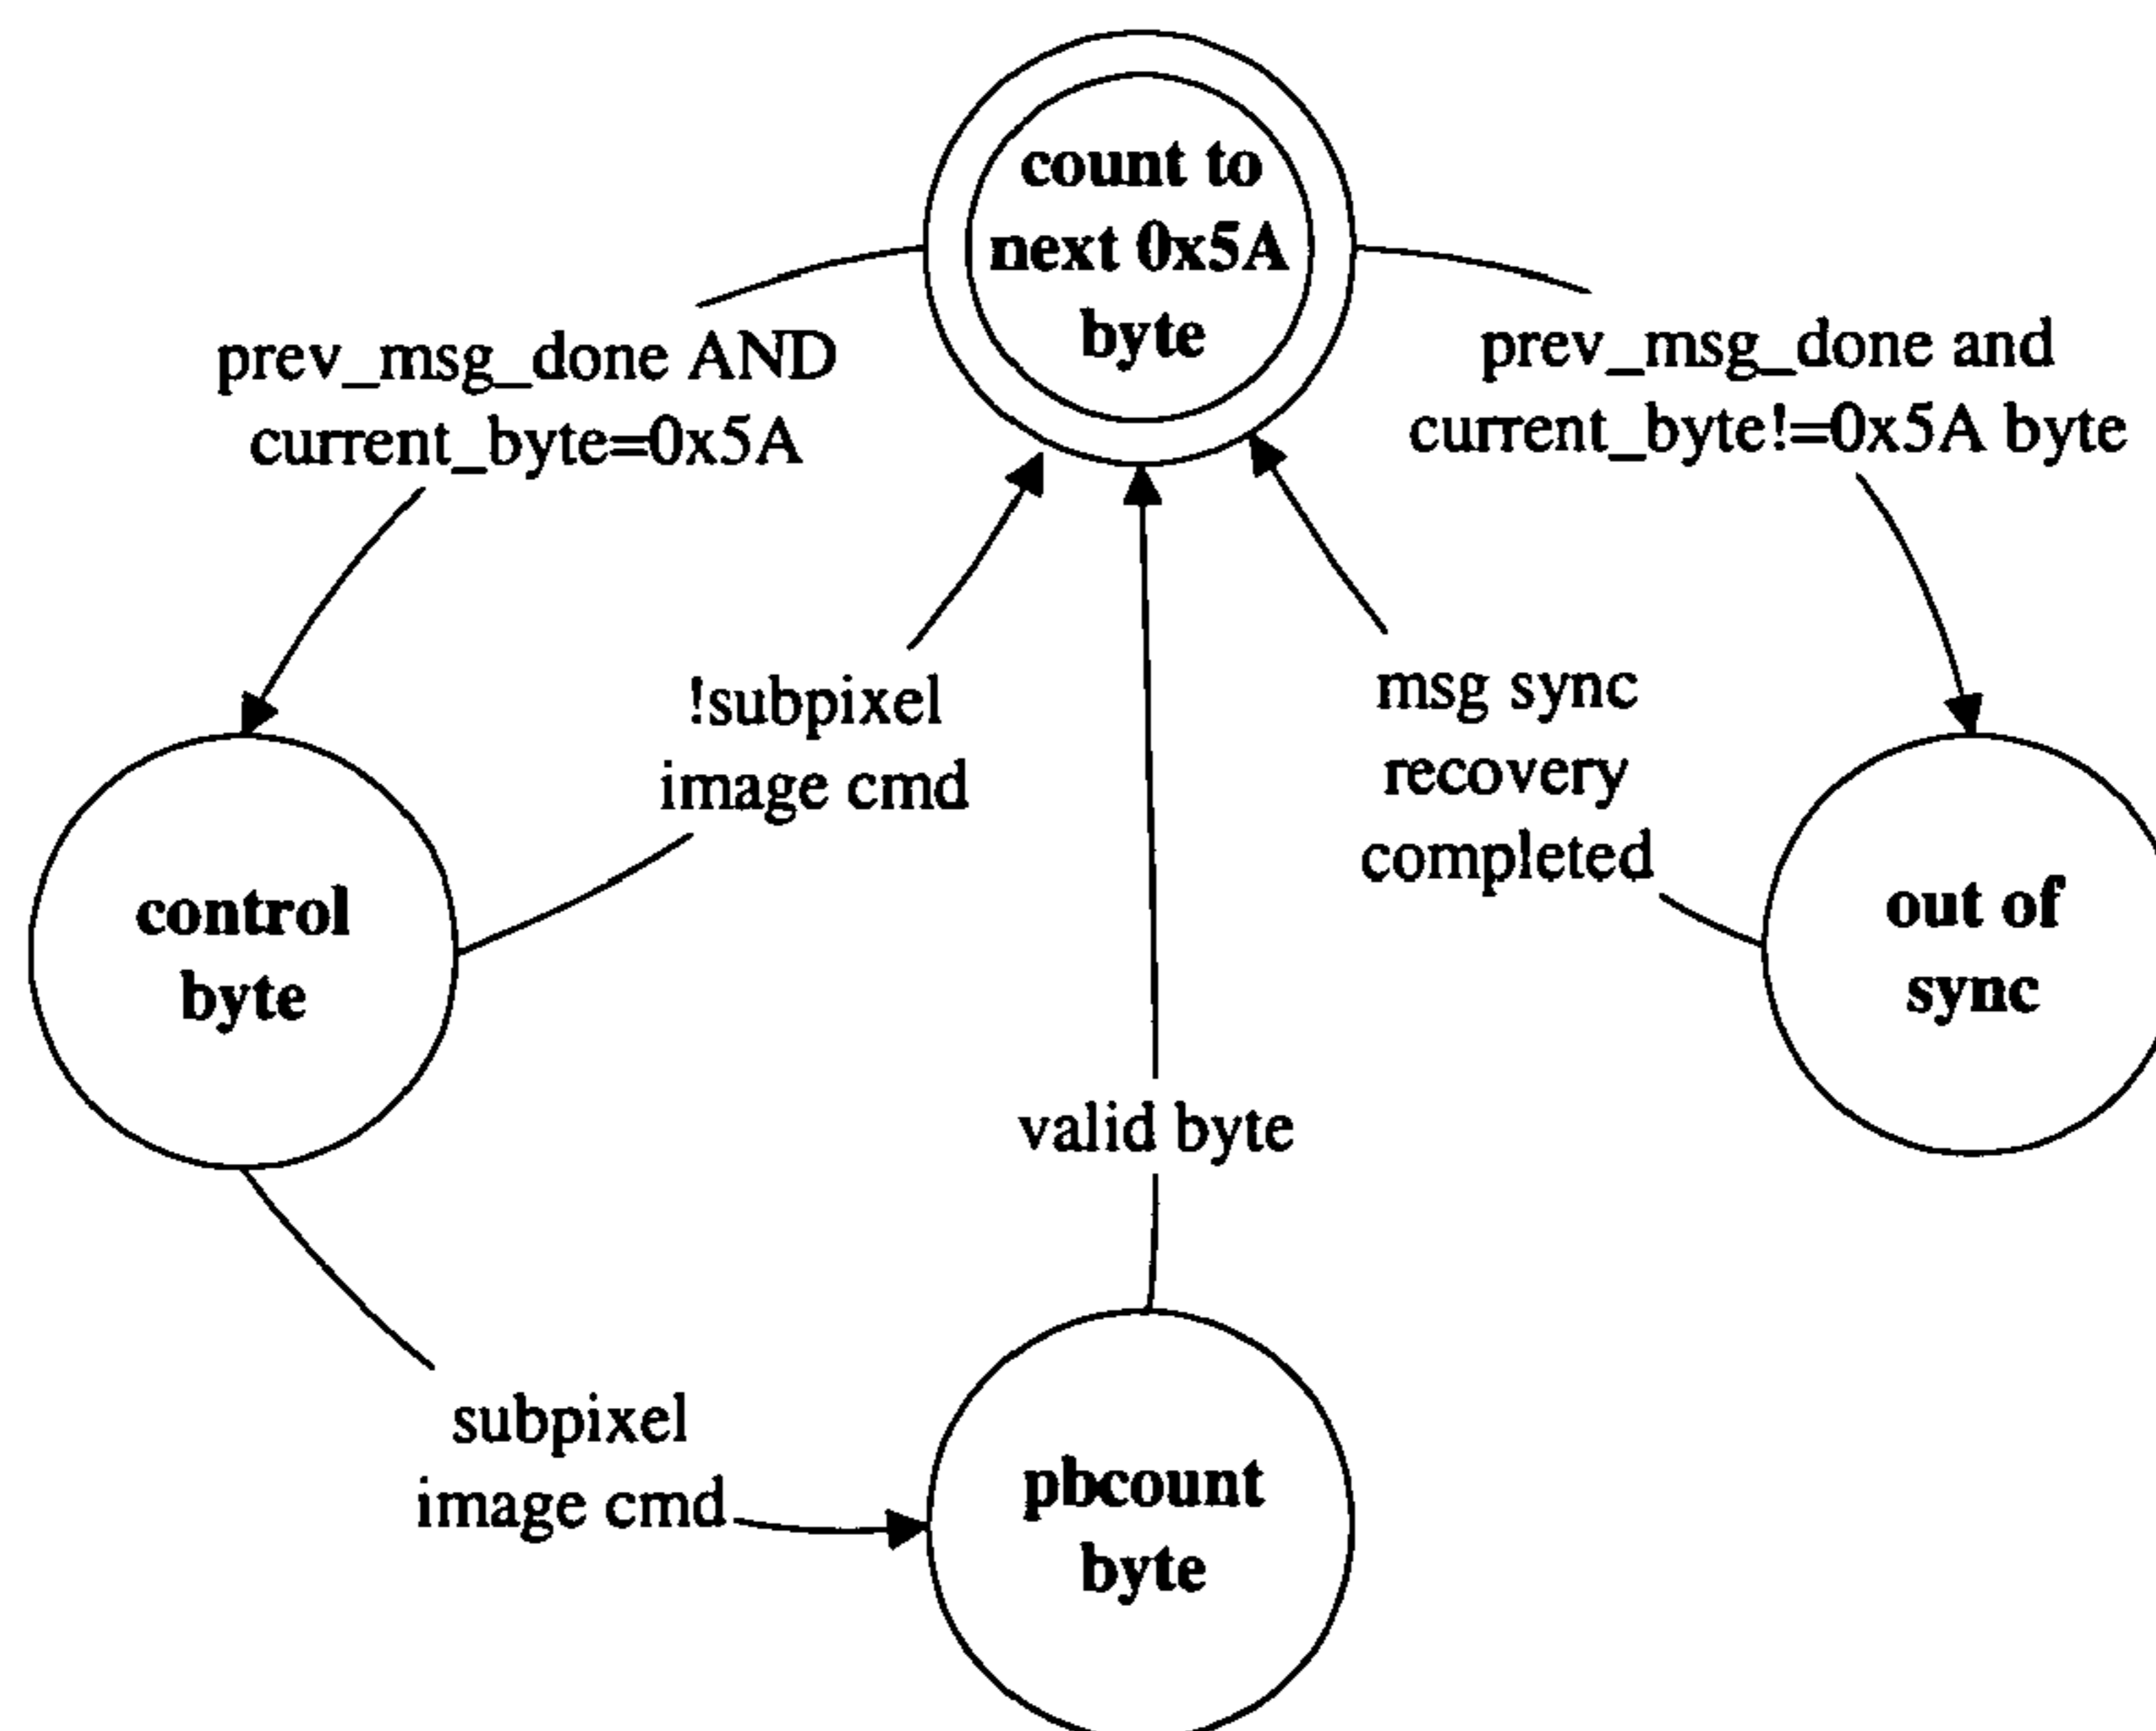 count to
next 0x5A
byte
prev_msg_done AND
current_byte=0x5A
prev_msg_done and
current_byte!=0x5A byte
!subpixel
image cmd
msg sync
recovery
completed
control
byte
out of
sync
valid byte
subpixel
image cmd
pbcount
byte